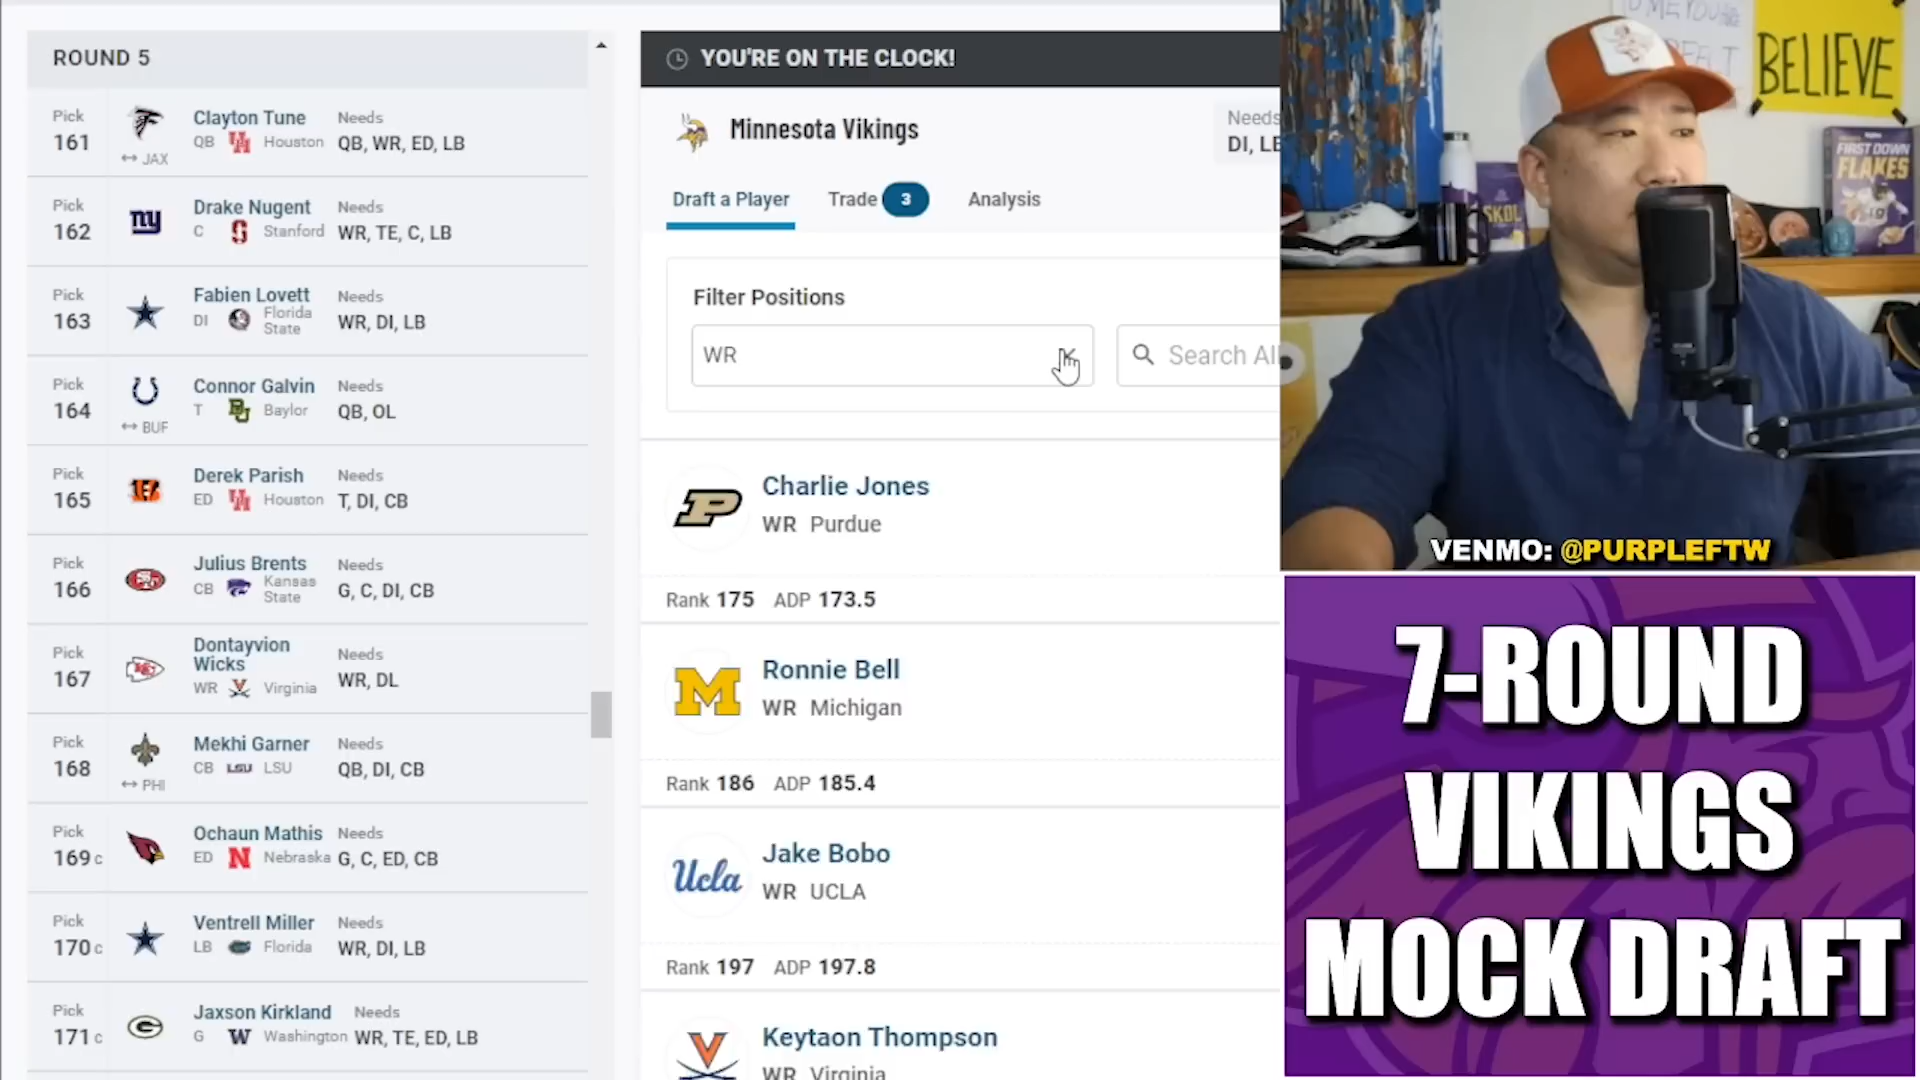 ROUND 5
Pick
161
↔ JAX
Clayton Tune
QB Houston
Needs
QB, WR, ED, LB
Pick
162
ny
Drake Nugent
C S Stanford
Needs
WR, TE, C, LB
Pick
163
Fabien Lovett
DI Florida State
Needs
WR, DI, LB
Pick
164
↔ BUF
Connor Galvin
T Baylor
Needs
QB, OL
Pick
165
Derek Parish
ED Houston
Needs
T, DI, CB
Pick
166
Julius Brents
CB Kansas State
Needs
G, C, DI, CB
Pick
167
Dontayvion
Wicks
WR Virginia
Needs
WR, DL
Pick
168
↔ PHI
Mekhi Garner
CB LSU LSU
Needs
QB, DI, CB
Pick
169 c
Ochaun Mathis
ED N Nebraska
Needs
G, C, ED, CB
Pick
170 c
Ventrell Miller
LB Florida
Needs
WR, DI, LB
Pick
171 c
Jaxson Kirkland
G W Washington
Needs
WR, TE, ED, LB
YOU'RE ON THE CLOCK!
Minnesota Vikings
Needs
DI, LB
Draft a Player
Trade 3
Analysis
Filter Positions
WR
Search All
P
Charlie Jones
WR Purdue
Rank 175 ADP 173.5
M
Ronnie Bell
WR Michigan
Rank 186 ADP 185.4
Ucla
Jake Bobo
WR UCLA
Rank 197 ADP 197.8
V
Keytaon Thompson
WR Virginia
BELIEVE
FIRST DOWN
FLAKES
SKOL
VENMO: @PURPLEFTW
7-ROUND
VIKINGS
MOCK DRAFT